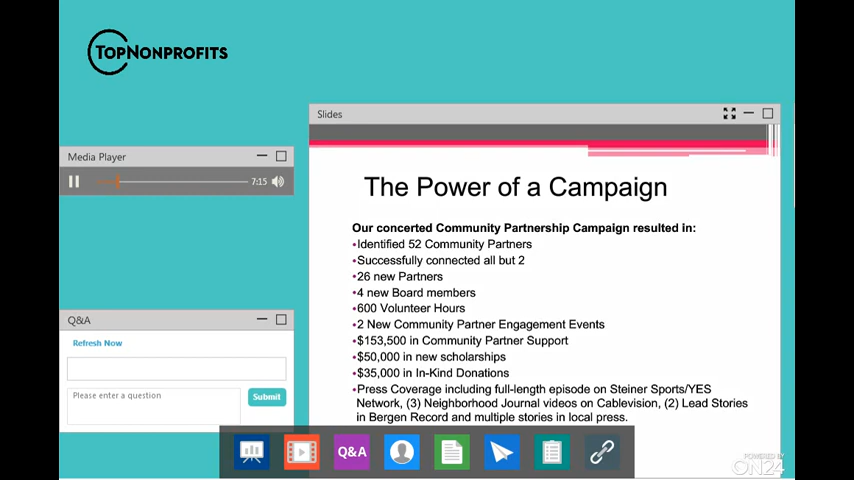 TOPNONPROFITS
Slides
Media Player
7:15
The Power of a Campaign
Our concerted Community Partnership Campaign resulted in:
•Identified 52 Community Partners
•Successfully connected all but 2
•26 new Partners
•4 new Board members
•600 Volunteer Hours
•2 New Community Partner Engagement Events
•$153,500 in Community Partner Support
•$50,000 in new scholarships
•$35,000 in In-Kind Donations
•Press Coverage including full-length episode on Steiner Sports/YES
Network, (3) Neighborhood Journal videos on Cablevision, (2) Lead Stories
in Bergen Record and multiple stories in local press.
Q&A
Refresh Now
Please enter a question
Submit
Q&A
POWERED BY
ON24